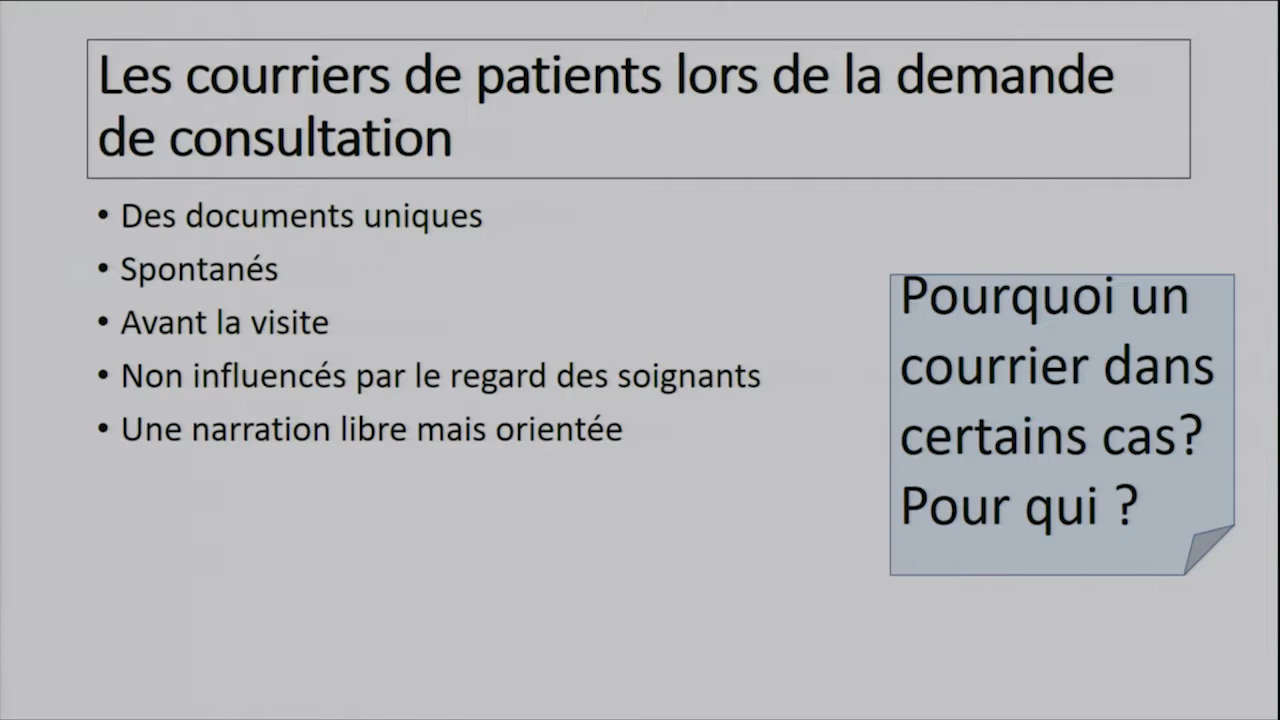 Les courriers de patients lors de la demande
de consultation
• Des documents uniques
• Spontanés
• Avant la visite
• Non influencés par le regard des soignants
• Une narration libre mais orientée
Pourquoi un
courrier dans
certains cas?
Pour qui ?